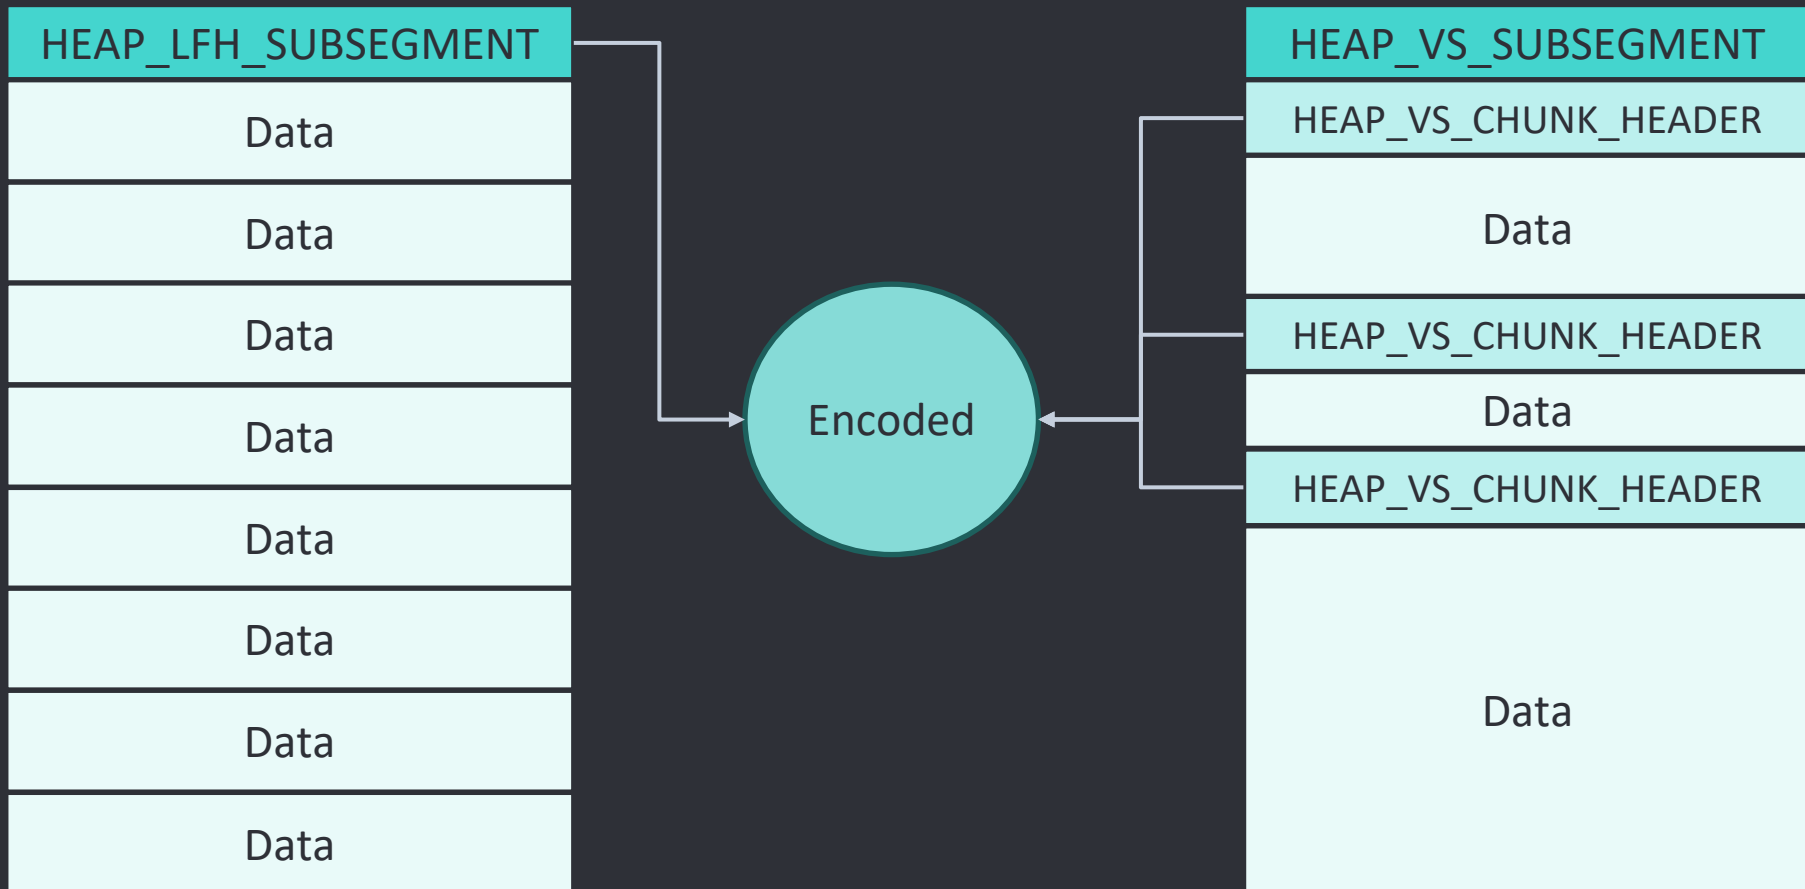 HEAP_LFH_SUBSEGMENT
Data
Data
Data
Data
Data
Data
Data
Data
Encoded
HEAP_VS_SUBSEGMENT
HEAP_VS_CHUNK_HEADER
Data
HEAP_VS_CHUNK_HEADER
Data
HEAP_VS_CHUNK_HEADER
Data